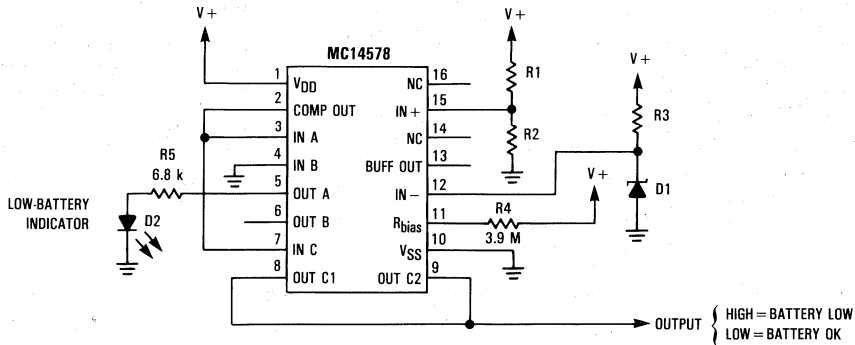 V+
V+
MC14578
V+
R1
1
VDD
NC
16
2
COMP OUT
IN+
15
R3
3
IN A
NC
14
R2
R5
6.8 k
4
IN B
BUFF OUT
13
V+
5
OUT A
IN−
12
D1
LOW-BATTERY
INDICATOR
D2
6
OUT B
Rbias
11
R4
3.9 M
7
IN C
VSS
10
8
OUT C1
OUT C2
9
OUTPUT
HIGH = BATTERY LOW
LOW = BATTERY OK